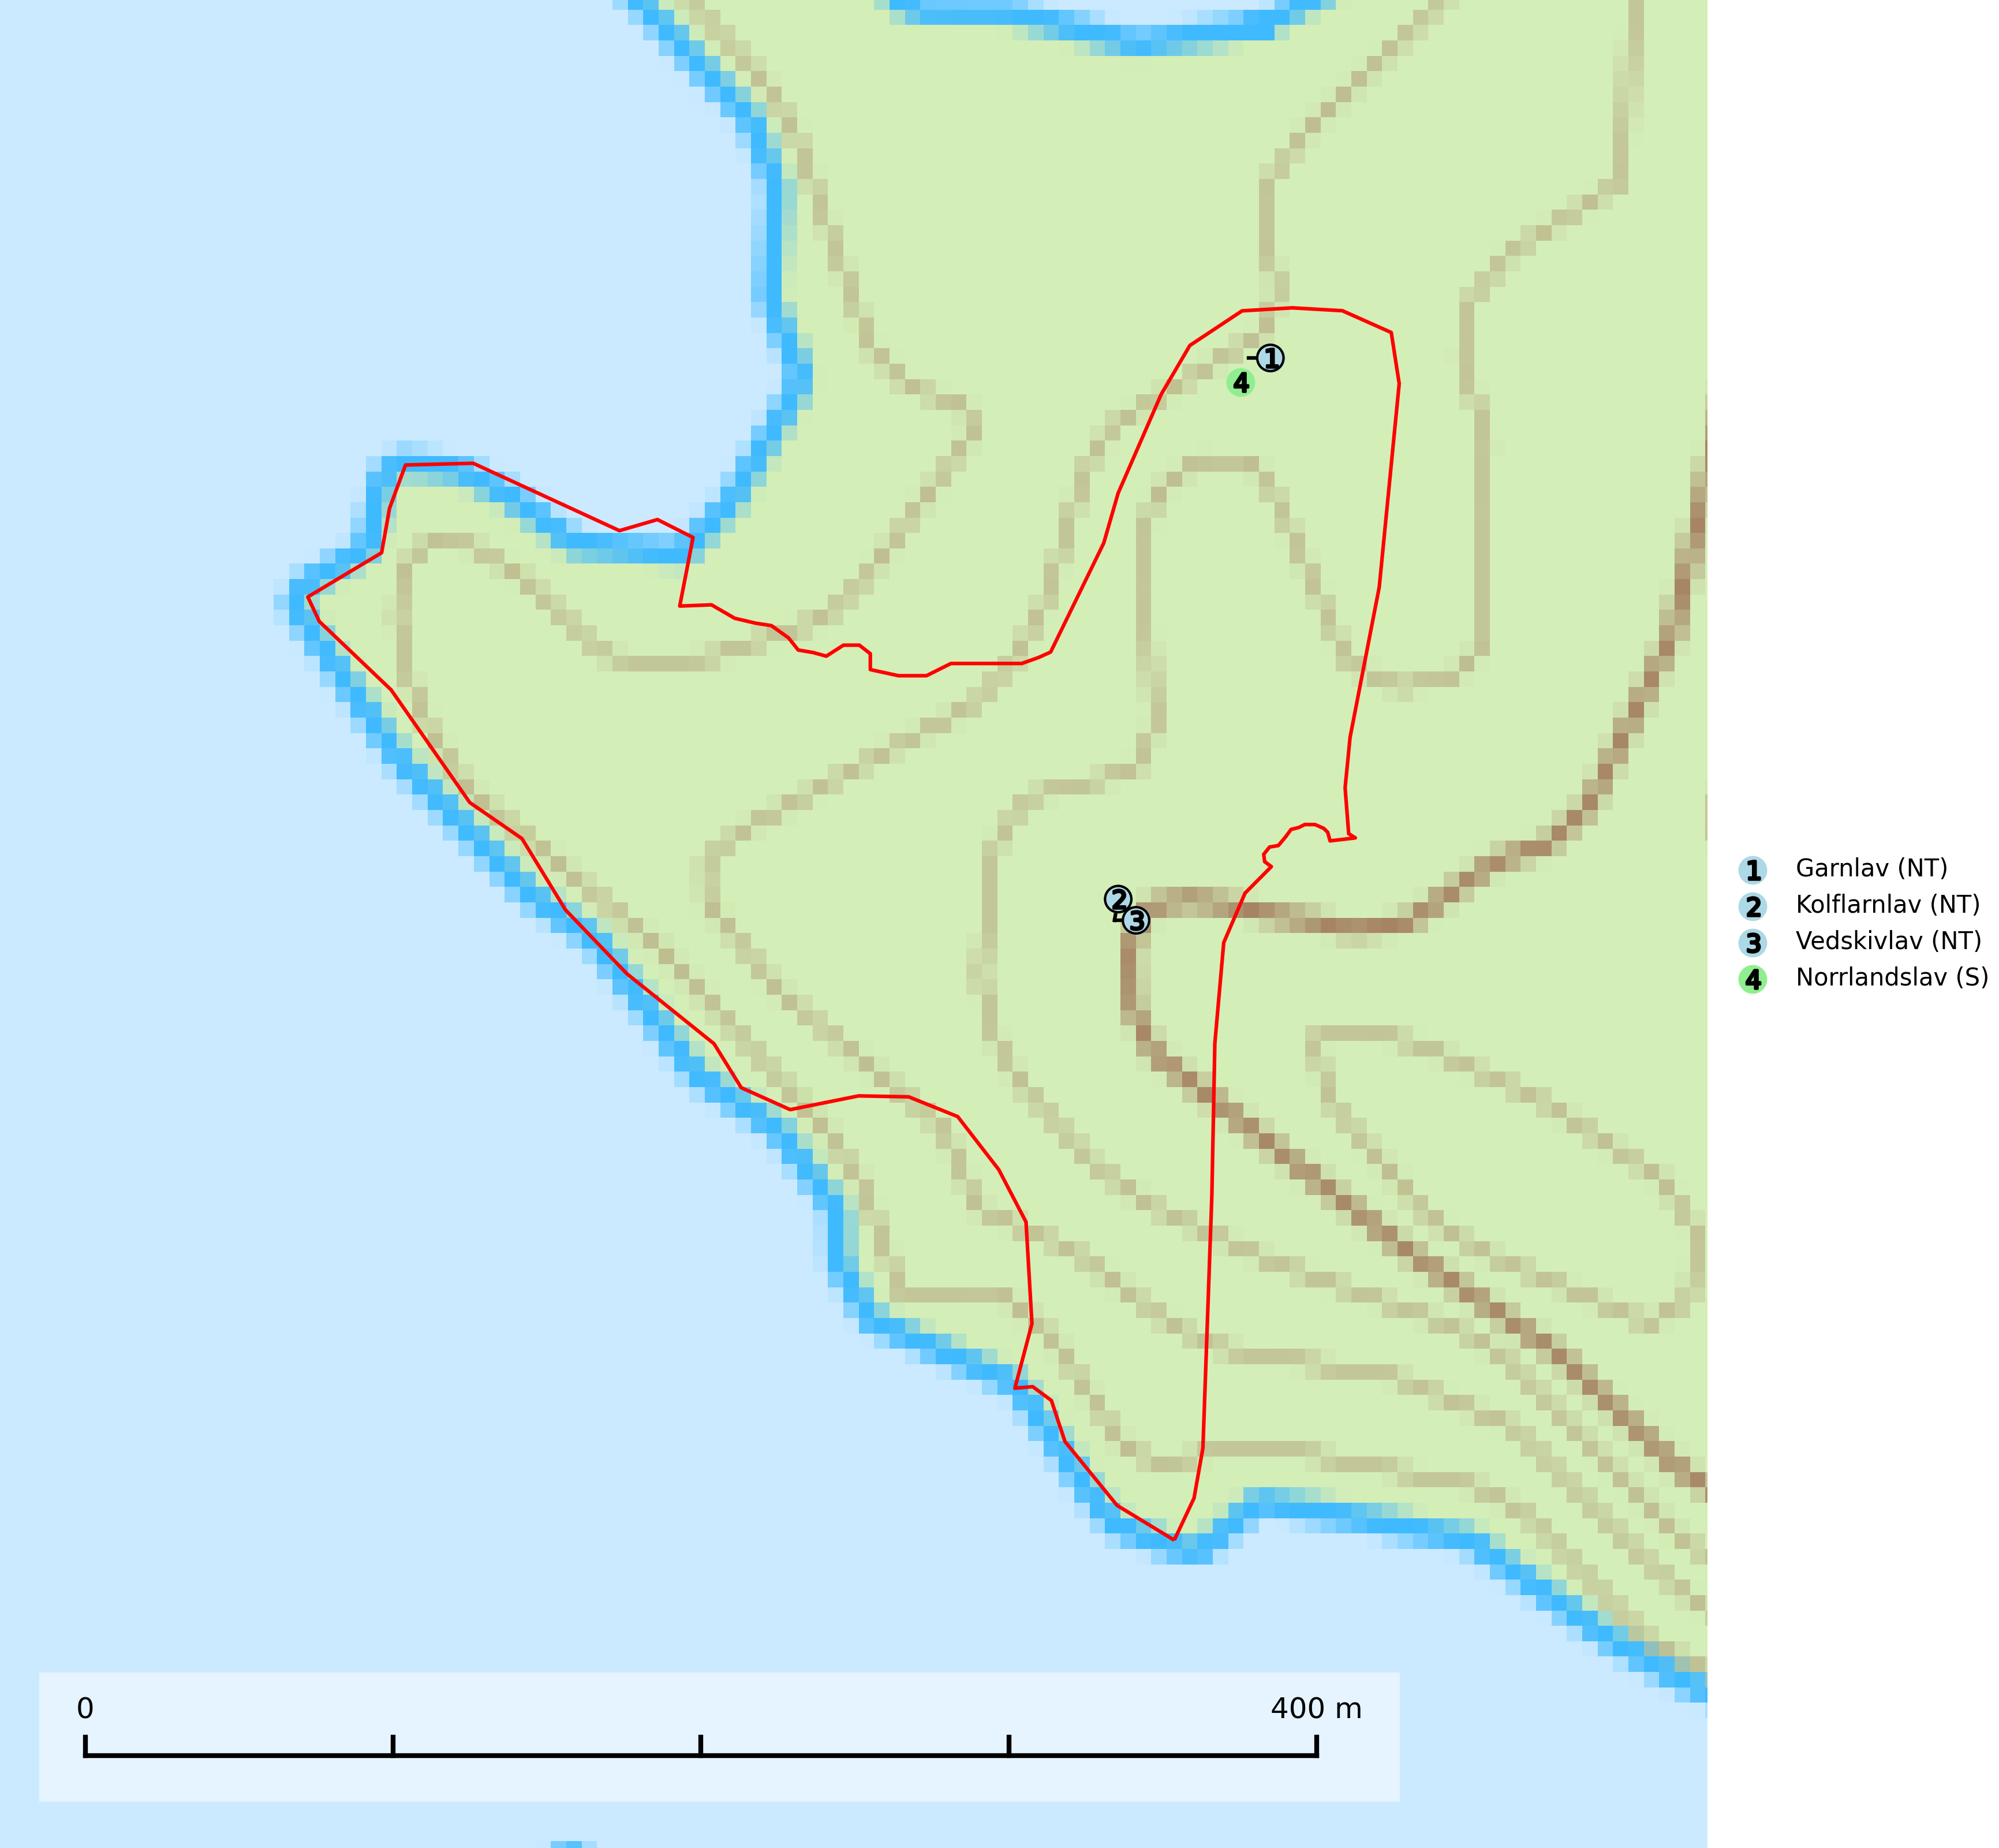 1
4
2
3
1 Garnlav (NT)
2 Kolflarnlav (NT)
3 Vedskivlav (NT)
4 Norrlandslav (S)
0 400 m